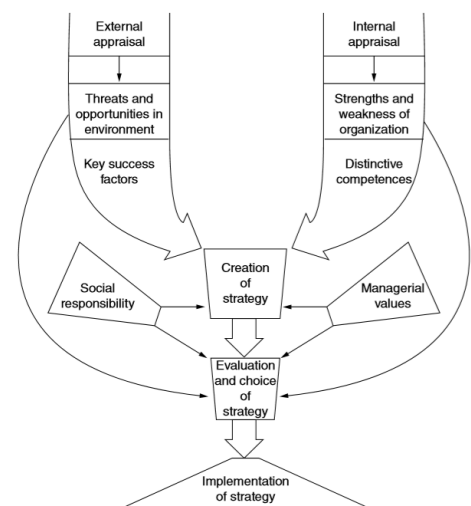 External
appraisal
Internal
appraisal
Threats and
opportunities in
environment
Strengths and
weakness of
organization
Key success
factors
Distinctive
competences
Creation
of
strategy
Social
responsibility
Managerial
values
Evaluation
and choice
of
strategy
Implementation
of strategy